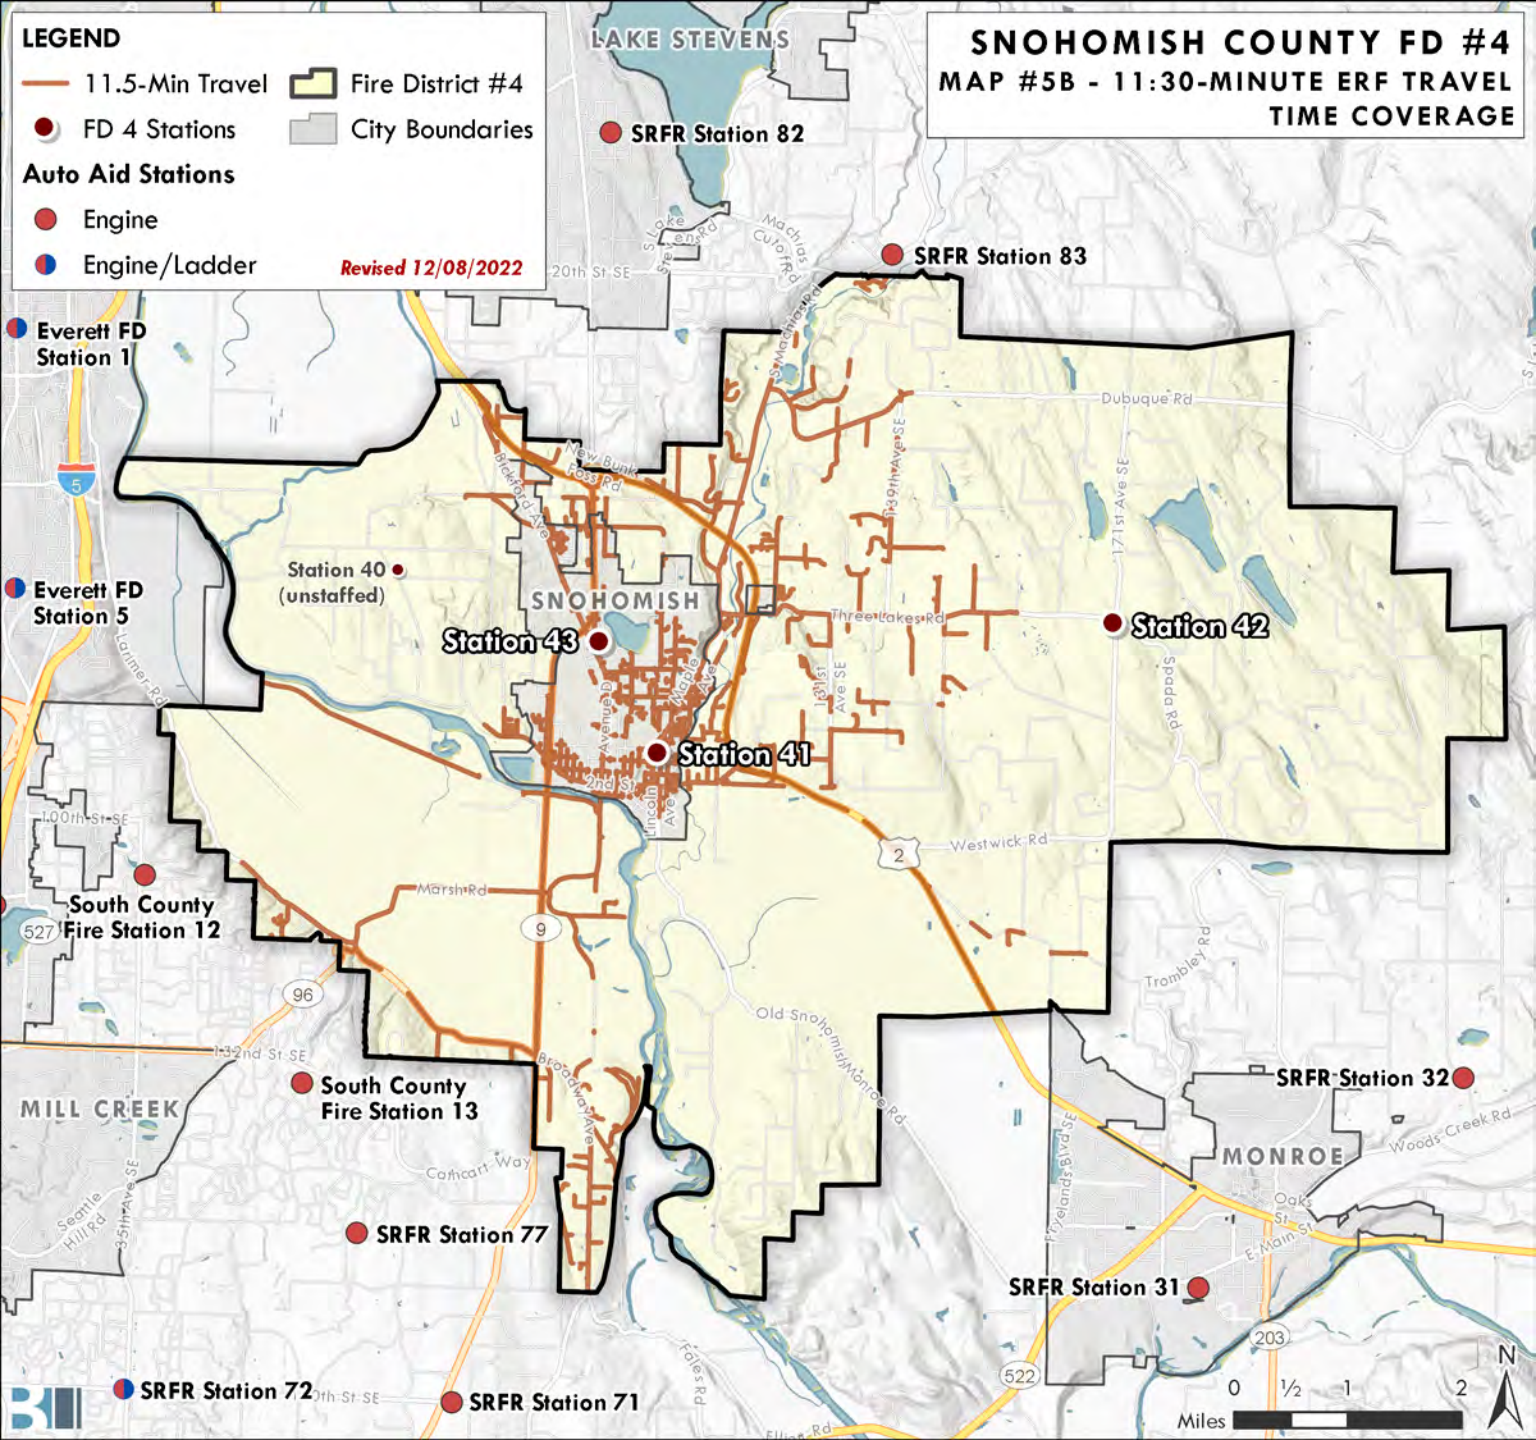 LEGEND
11.5-Min Travel
Fire District #4
FD 4 Stations
City Boundaries
Auto Aid Stations
Engine
Engine/Ladder
Revised 12/08/2022
SNOHOMISH COUNTY FD #4
MAP #5B - 11:30-MINUTE ERF TRAVEL
TIME COVERAGE
LAKE STEVENS
SRFR Station 82
S Lake
Steven Rd
Machias
Cutoff Rd
20th St SE
SRFR Station 83
S Machias Rd
Everett FD
Station 1
Dubuque Rd
New Bunk
Foss Rd
Bickford Ave
139th Ave SE
171st Ave SE
5
Station 40
(unstaffed)
Everett FD
Station 5
SNOHOMISH
Three Lakes Rd
Station 42
Station 43
Larimer Rd
Maple
Ave
131st
Ave SE
Spada Rd
Avenue D
Station 41
2nd St
Lincoln
Ave
100th St SE
Westwick Rd
2
Marsh Rd
South County
Fire Station 12
527
9
Trombley Rd
96
Old Snohomish Monroe Rd
132nd St SE
Broadway Ave
South County
Fire Station 13
SRFR Station 32
MILL CREEK
Woods Creek Rd
MONROE
Cathcart Way
Fryelands Blvd SE
35th Ave SE
Seattle
Hill Rd
Oaks
St
E Main St
SRFR Station 77
SRFR Station 31
203
N
522
Fales Rd
SRFR Station 72
0th St SE
SRFR Station 71
0 ½ 1 2
Miles